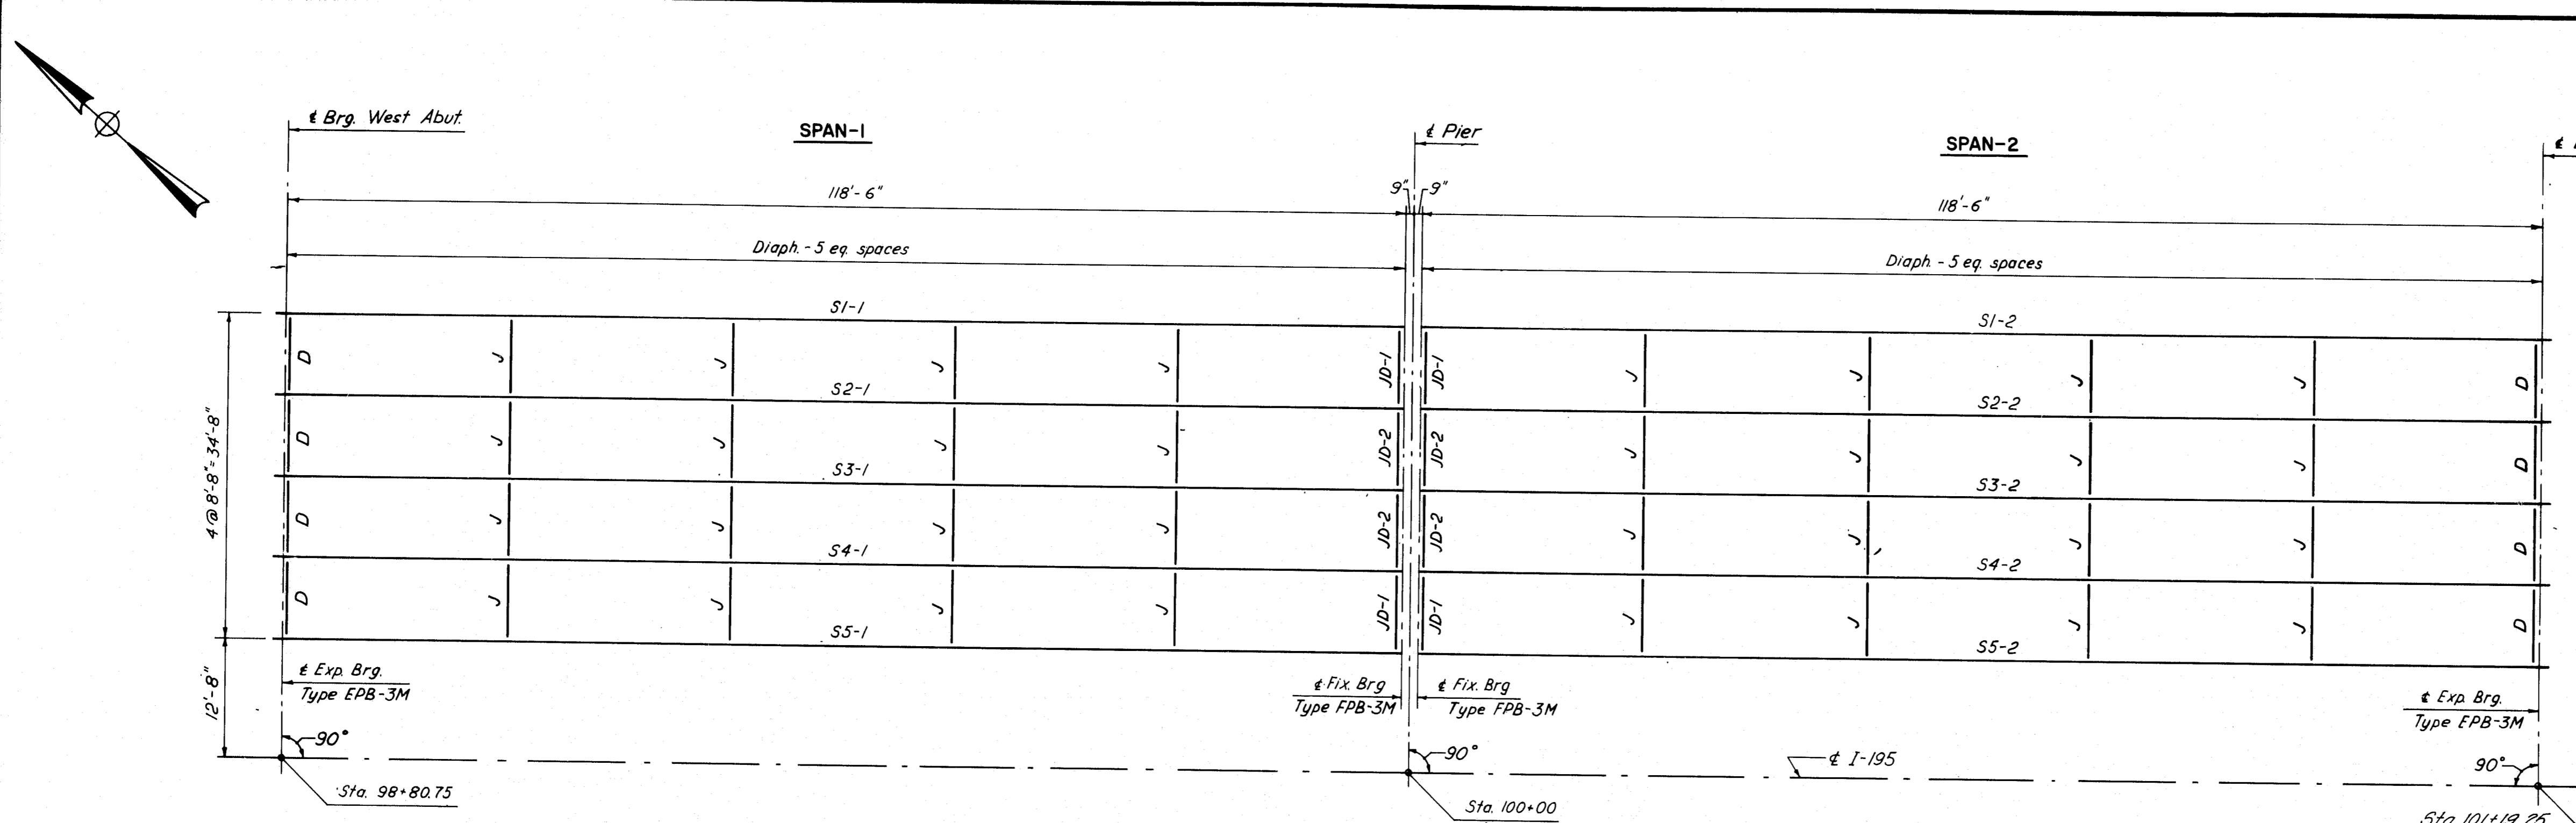 ℄ Brg. West Abut.
SPAN-1
℄ Pier
SPAN-2
℄
118'-6"
9"
9"
118'-6"
Diaph. - 5 eq. spaces
Diaph. - 5 eq. spaces
S1-1
S1-2
D J J J J JD-1 JD-1 J J J J D
S2-1
S2-2
D J J J J JD-2 JD-2 J J J J D
S3-1
S3-2
D J J J J JD-2 JD-2 J J J J D
S4-1
S4-2
D J J J J JD-1 JD-1 J J J J D
S5-1
S5-2
4@8'-8"=34'-8"
12'-8"
℄ Exp. Brg.
Type EPB-3M
℄ Fix. Brg
Type FPB-3M
℄ Fix. Brg
Type FPB-3M
℄ Exp. Brg.
Type EPB-3M
90°
90°
℄ I-195
90°
Sta. 98+80.75
Sta. 100+00
Sta. 101+19.25